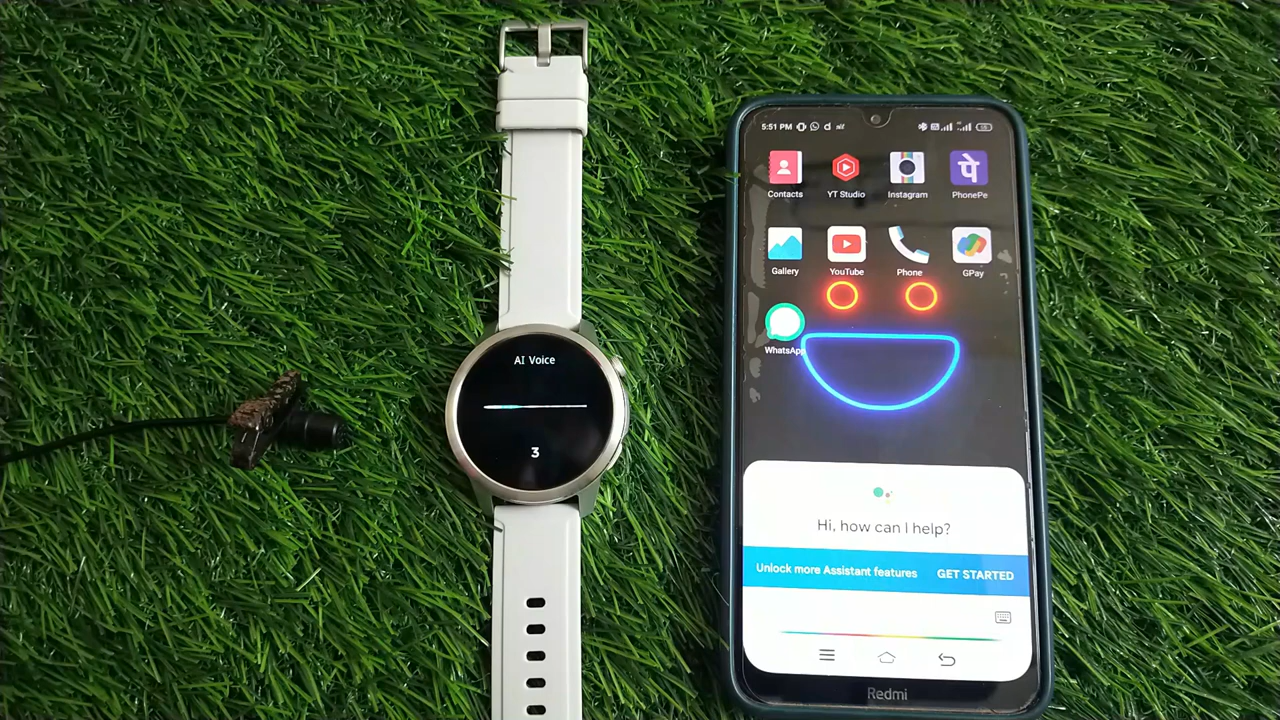 AI Voice
3
5:51 PM
Contacts
YT Studio
Instagram
PhonePe
पे
Gallery
YouTube
Phone
GPay
WhatsApp
Hi, how can I help?
Unlock more Assistant features
GET STARTED
Redmi